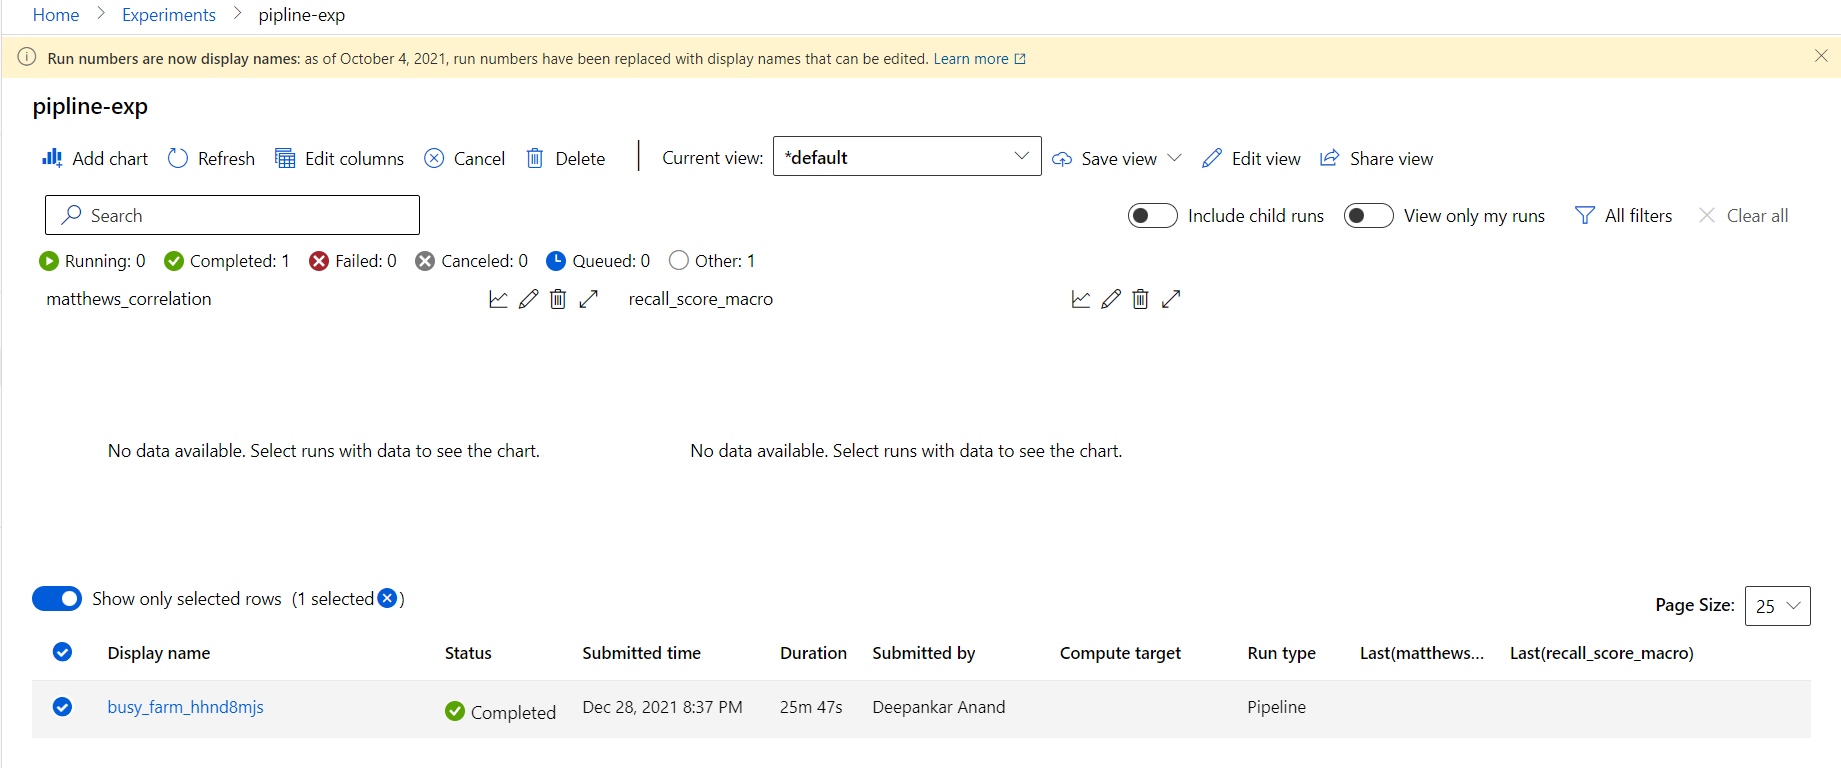 Home > Experiments > pipline-exp
Run numbers are now display names: as of October 4, 2021, run numbers have been replaced with display names that can be edited. Learn more
pipline-exp
Add chart Refresh Edit columns Cancel Delete Current view: *default Save view Edit view Share view
Search Include child runs View only my runs All filters Clear all
Running: 0 Completed: 1 Failed: 0 Canceled: 0 Queued: 0 Other: 1
matthews_correlation recall_score_macro
No data available. Select runs with data to see the chart. No data available. Select runs with data to see the chart.
Show only selected rows (1 selected ) Page Size: 25
Display name Status Submitted time Duration Submitted by Compute target Run type Last(matthews... Last(recall_score_macro)
busy_farm_hhnd8mjs Completed Dec 28, 2021 8:37 PM 25m 47s Deepankar Anand Pipeline